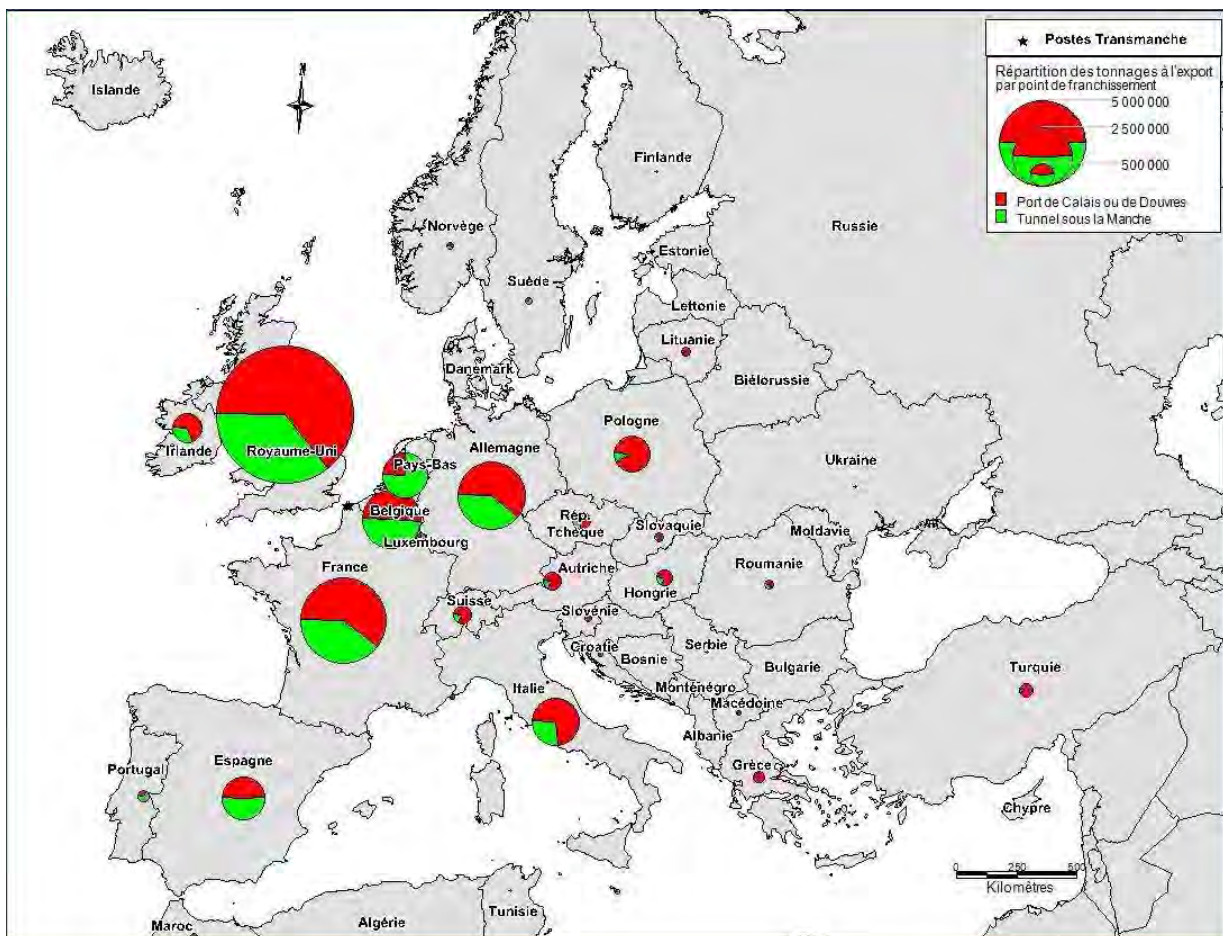 Postes Transmanche
Répartition des tonnages à l'export
par point de franchissement
5 000 000
2 500 000
500 000
Port de Calais ou de Douvres
Tunnel sous la Manche
N
Islande
Finlande
Norvège
Russie
Estonie
Suède
Lettonie
Lituanie
Danemark
Biélorussie
Pologne
Irlande
Royaume-Uni
Allemagne
Pays-Bas
Ukraine
Belgique
Rép.
Tchèque
Slovaquie
Luxembourg
Moldavie
France
Autriche
Roumanie
Hongrie
Suisse
Slovénie
Croatie
Serbie
Bosnie
Bulgarie
Turquie
Italie
Monténégro
Macédoine
Albanie
Espagne
Portugal
Grèce
Chypre
0 250 500
Kilomètres
Tunisie
Algérie
Maroc